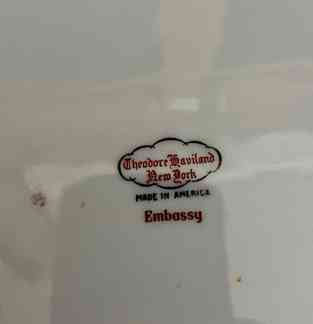 Theodore Haviland
New York
MADE IN AMERICA
Embassy